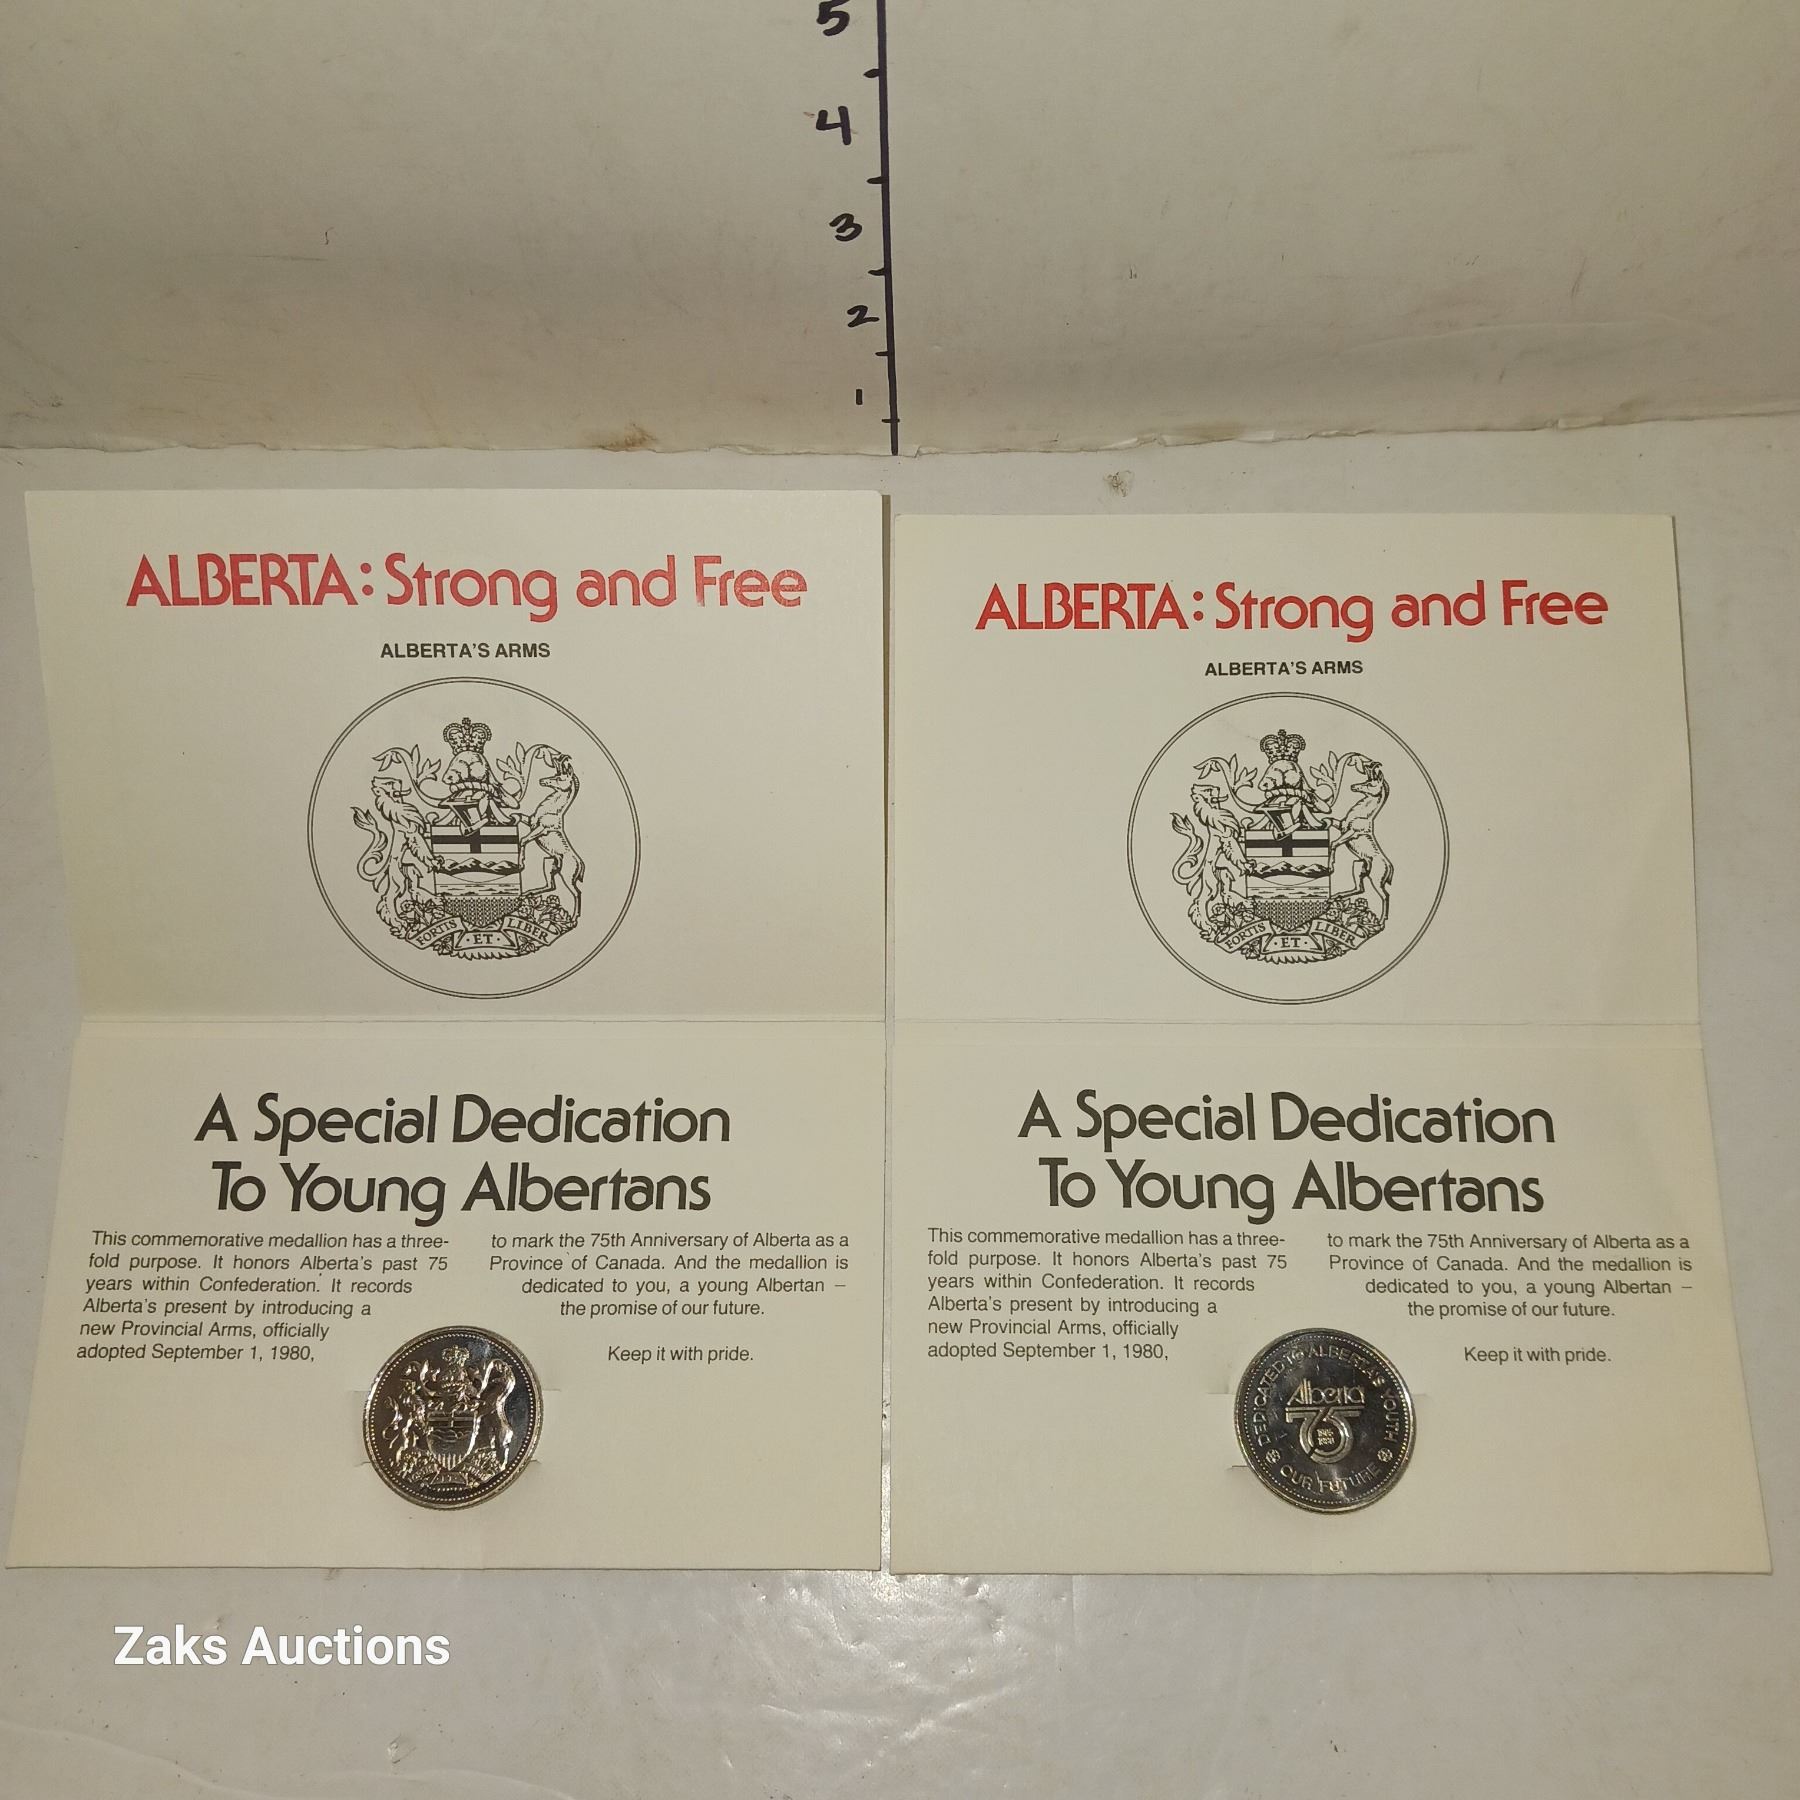 5
4
3
2
1
ALBERTA: Strong and Free
ALBERTA'S ARMS
FORTIS ET LIBER
A Special Dedication
To Young Albertans
This commemorative medallion has a three-
fold purpose. It honors Alberta's past 75
years within Confederation. It records
Alberta's present by introducing a
new Provincial Arms, officially
adopted September 1, 1980,
to mark the 75th Anniversary of Alberta as a
Province of Canada. And the medallion is
dedicated to you, a young Albertan –
the promise of our future.
Keep it with pride.
ALBERTA: Strong and Free
ALBERTA'S ARMS
FORTIS ET LIBER
A Special Dedication
To Young Albertans
This commemorative medallion has a three-
fold purpose. It honors Alberta's past 75
years within Confederation. It records
Alberta's present by introducing a
new Provincial Arms, officially
adopted September 1, 1980,
to mark the 75th Anniversary of Alberta as a
Province of Canada. And the medallion is
dedicated to you, a young Albertan –
the promise of our future.
Keep it with pride.
DEDICATED TO ALBERTA'S YOUTH
Alberta
75
1905
1980
OUR FUTURE
Zaks Auctions